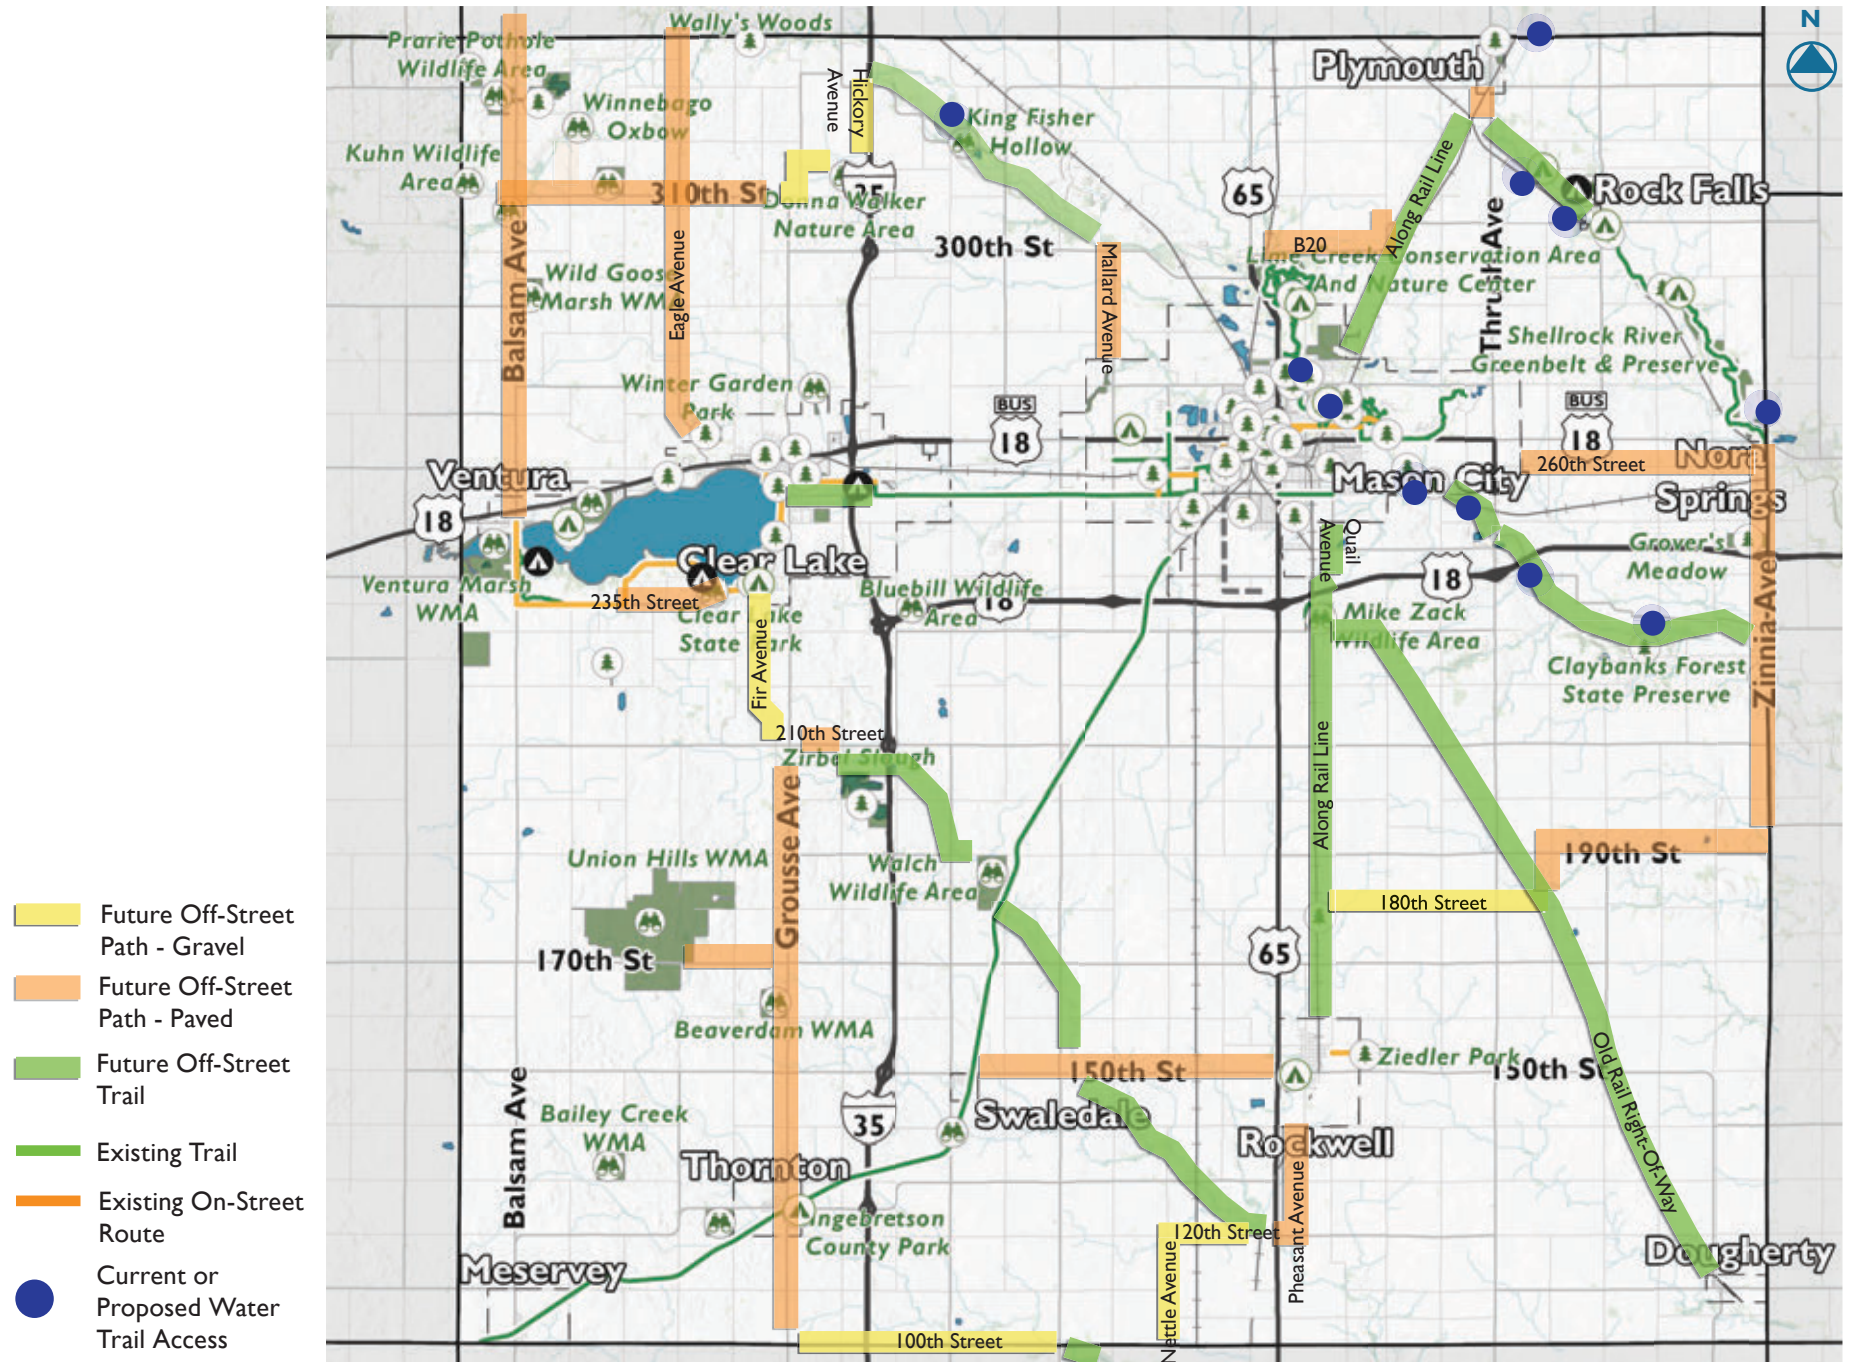 N
Wally's Woods
Prarie Pothole
Wildlife Area
Plymouth
Hickory
Avenue
Winnebago
Oxbow
King Fisher
Hollow
Kuhn Wildlife
Area
310th St
35
65
Rock Falls
Donna Walker
Nature Area
Along Rail Line
300th St
B20
Lime Creek Conservation Area
And Nature Center
Balsam Ave
Eagle Avenue
Wild Goose
Marsh WMA
Mallard Avenue
Thrush Ave
Shellrock River
Greenbelt & Preserve
Winter Garden
Park
BUS
18
BUS
18
260th Street
Nora
Springs
Ventura
18
Mason City
Quail
Avenue
Clear Lake
Grover's
Meadow
18
Ventura Marsh
WMA
235th Street
Clear Lake
State Park
Bluebill Wildlife
Area
18
Mike Zack
Wildlife Area
Claybanks Forest
State Preserve
Zinnia Ave
Fir Avenue
210th Street
Zirbel Slough
Along Rail Line
Grousse Ave
Union Hills WMA
Walch
Wildlife Area
190th St
180th Street
170th St
65
Beaverdam WMA
150th St
Ziedler Park
150th St
Old Rail Right-Of-Way
Balsam Ave
Bailey Creek
WMA
35
Swaledale
Rockwell
Thornton
Pheasant Avenue
Ingebretson
County Park
120th Street
Nettle Avenue
Meservey
Dougherty
100th Street
Future Off-Street
Path - Gravel
Future Off-Street
Path - Paved
Future Off-Street
Trail
Existing Trail
Existing On-Street
Route
Current or
Proposed Water
Trail Access